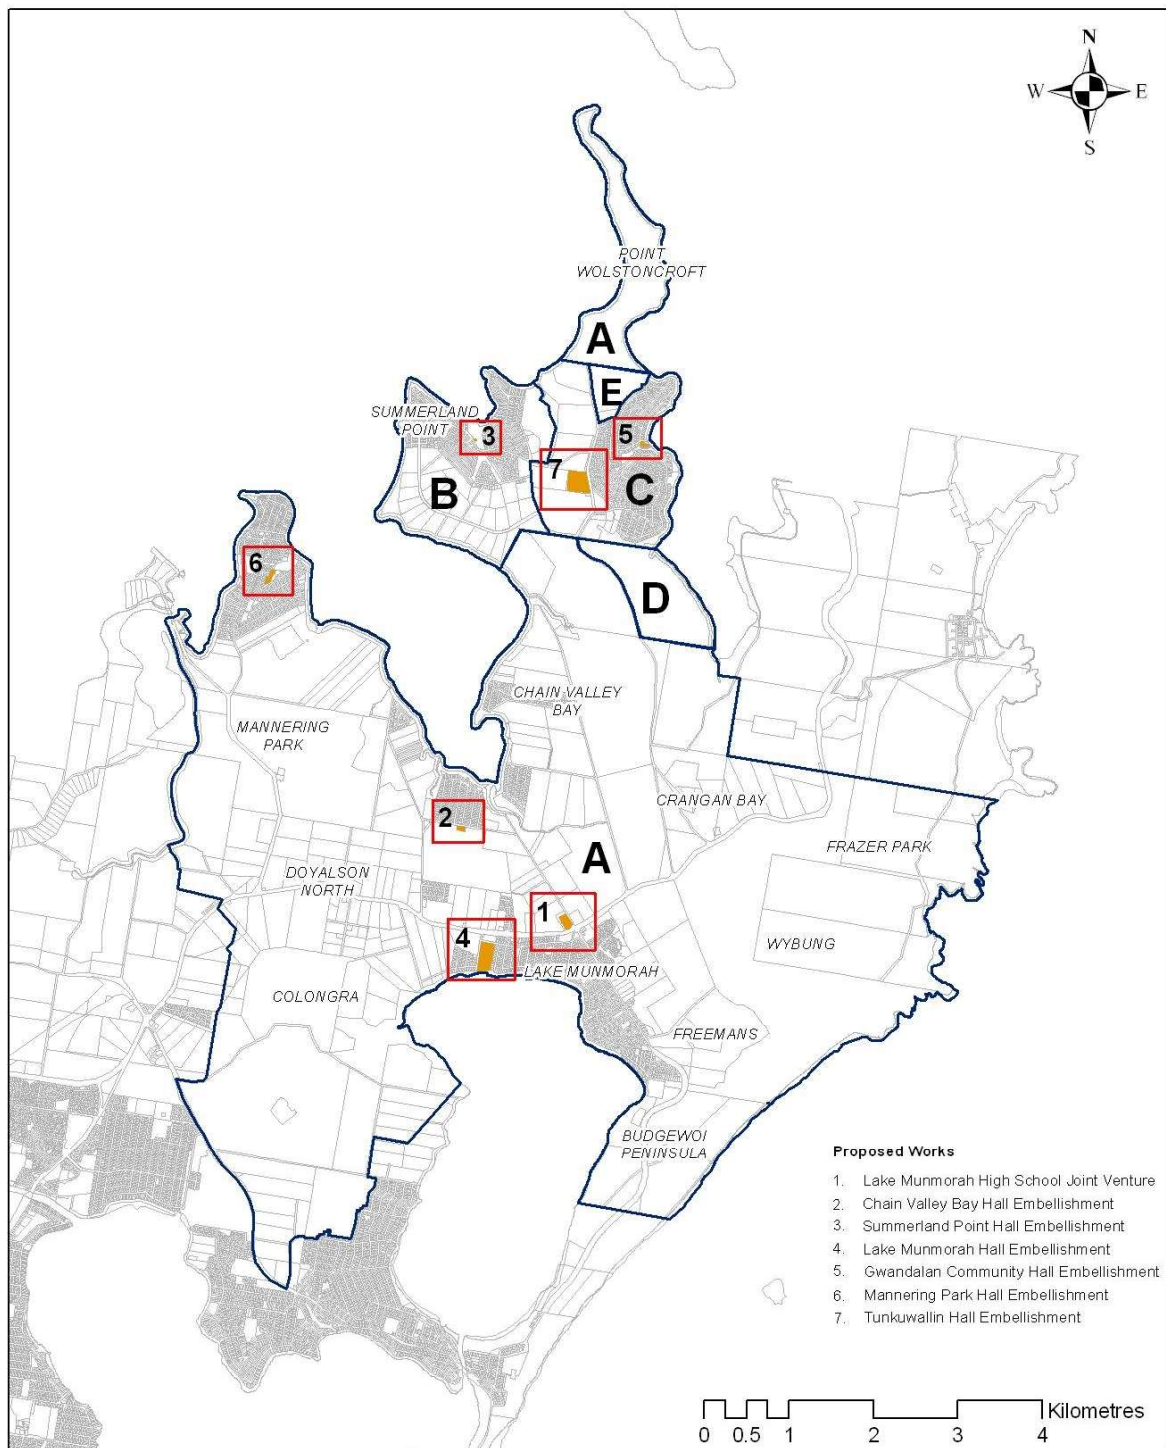 N
W E
S
POINT
WOLSTONCROFT
A
E
SUMMERLAND
POINT
3
5
7
B
C
6
D
CHAIN VALLEY
BAY
MANNERING
PARK
CRANGAN BAY
2
FRAZER PARK
A
DOYALSON
NORTH
1
4
WYBUNG
LAKE MUNMORAH
COLONGRA
FREEMANS
BUDGEWOI
PENINSULA
Proposed Works
1. Lake Munmorah High School Joint Venture
2. Chain Valley Bay Hall Embellishment
3. Summerland Point Hall Embellishment
4. Lake Munmorah Hall Embellishment
5. Gwandalan Community Hall Embellishment
6. Mannering Park Hall Embellishment
7. Tunkuwallin Hall Embellishment
Kilometres
0 0.5 1 2 3 4